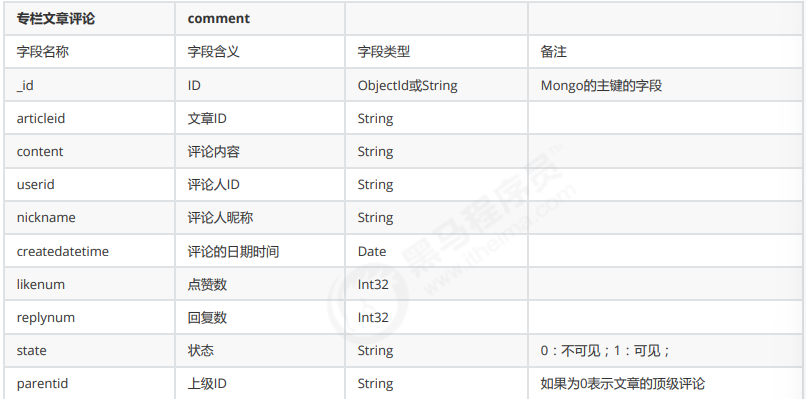 专栏文章评论 comment
字段名称 字段含义 字段类型 备注
_id ID ObjectId或String Mongo的主键的字段
articleid 文章ID String
content 评论内容 String
userid 评论人ID String
nickname 评论人昵称 String
createdatetime 评论的日期时间 Date
likenum 点赞数 Int32
replynum 回复数 Int32
state 状态 String 0：不可见；1：可见；
parentid 上级ID String 如果为0表示文章的顶级评论
黑马程序员
www.itheima.com